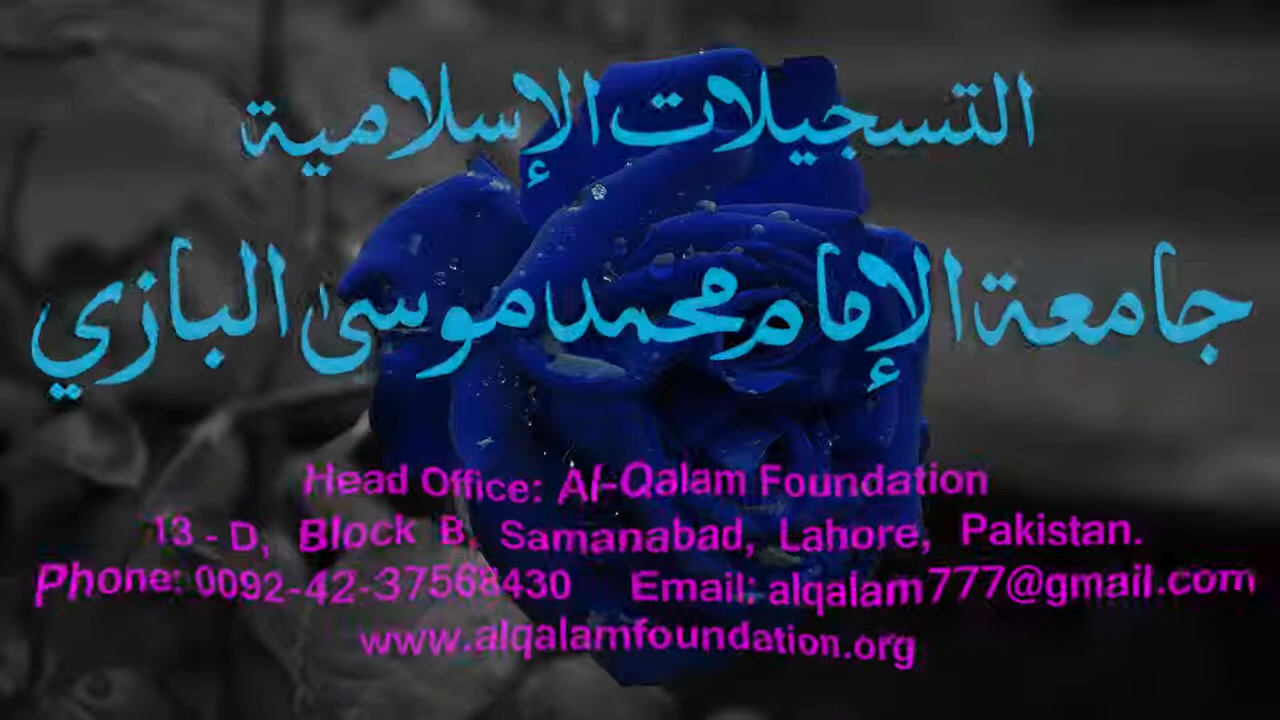 التسجيلات الإسلامية
جامعة الإمام محمد موسىٰ البازي
Head Office: Al-Qalam Foundation
13 - D, Block B, Samanabad, Lahore, Pakistan.
Phone: 0092-42-37568430 Email: alqalam777@gmail.com
www.alqalamfoundation.org